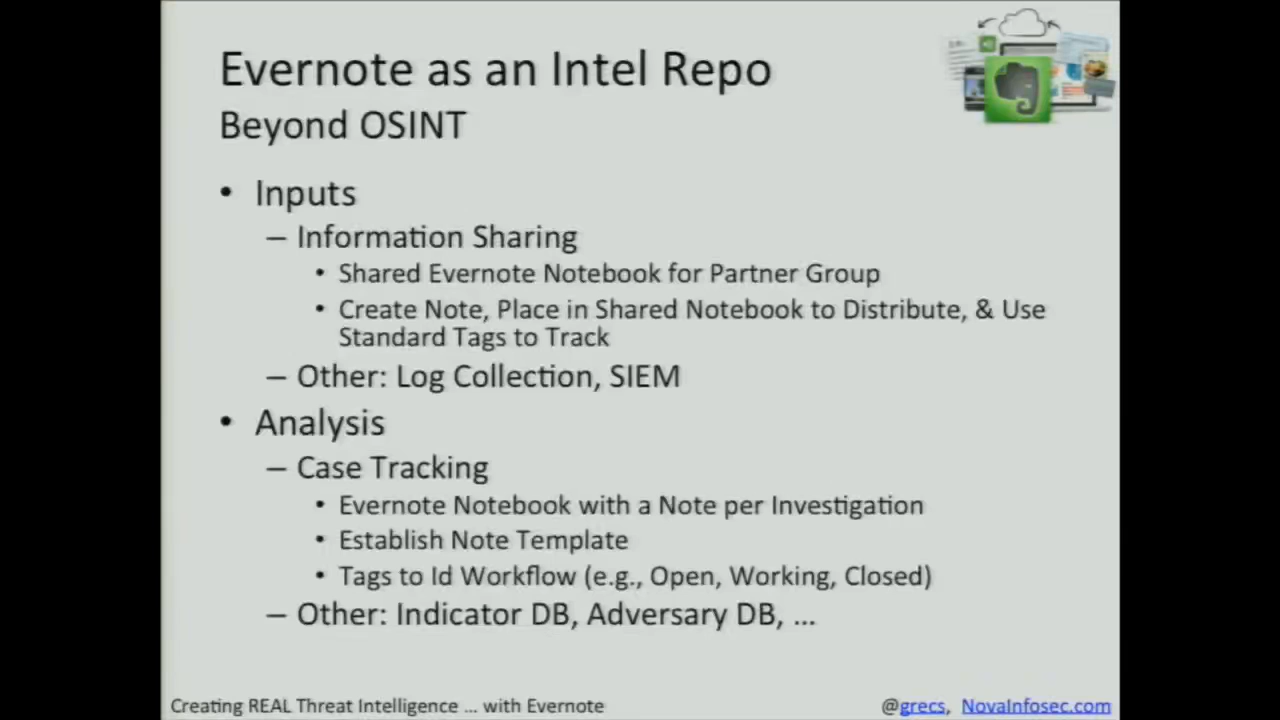 Evernote as an Intel Repo
Beyond OSINT
• Inputs
– Information Sharing
• Shared Evernote Notebook for Partner Group
• Create Note, Place in Shared Notebook to Distribute, & Use
Standard Tags to Track
– Other: Log Collection, SIEM
• Analysis
– Case Tracking
• Evernote Notebook with a Note per Investigation
• Establish Note Template
• Tags to Id Workflow (e.g., Open, Working, Closed)
– Other: Indicator DB, Adversary DB, ...
Creating REAL Threat Intelligence ... with Evernote
@grecs, NovaInfosec.com